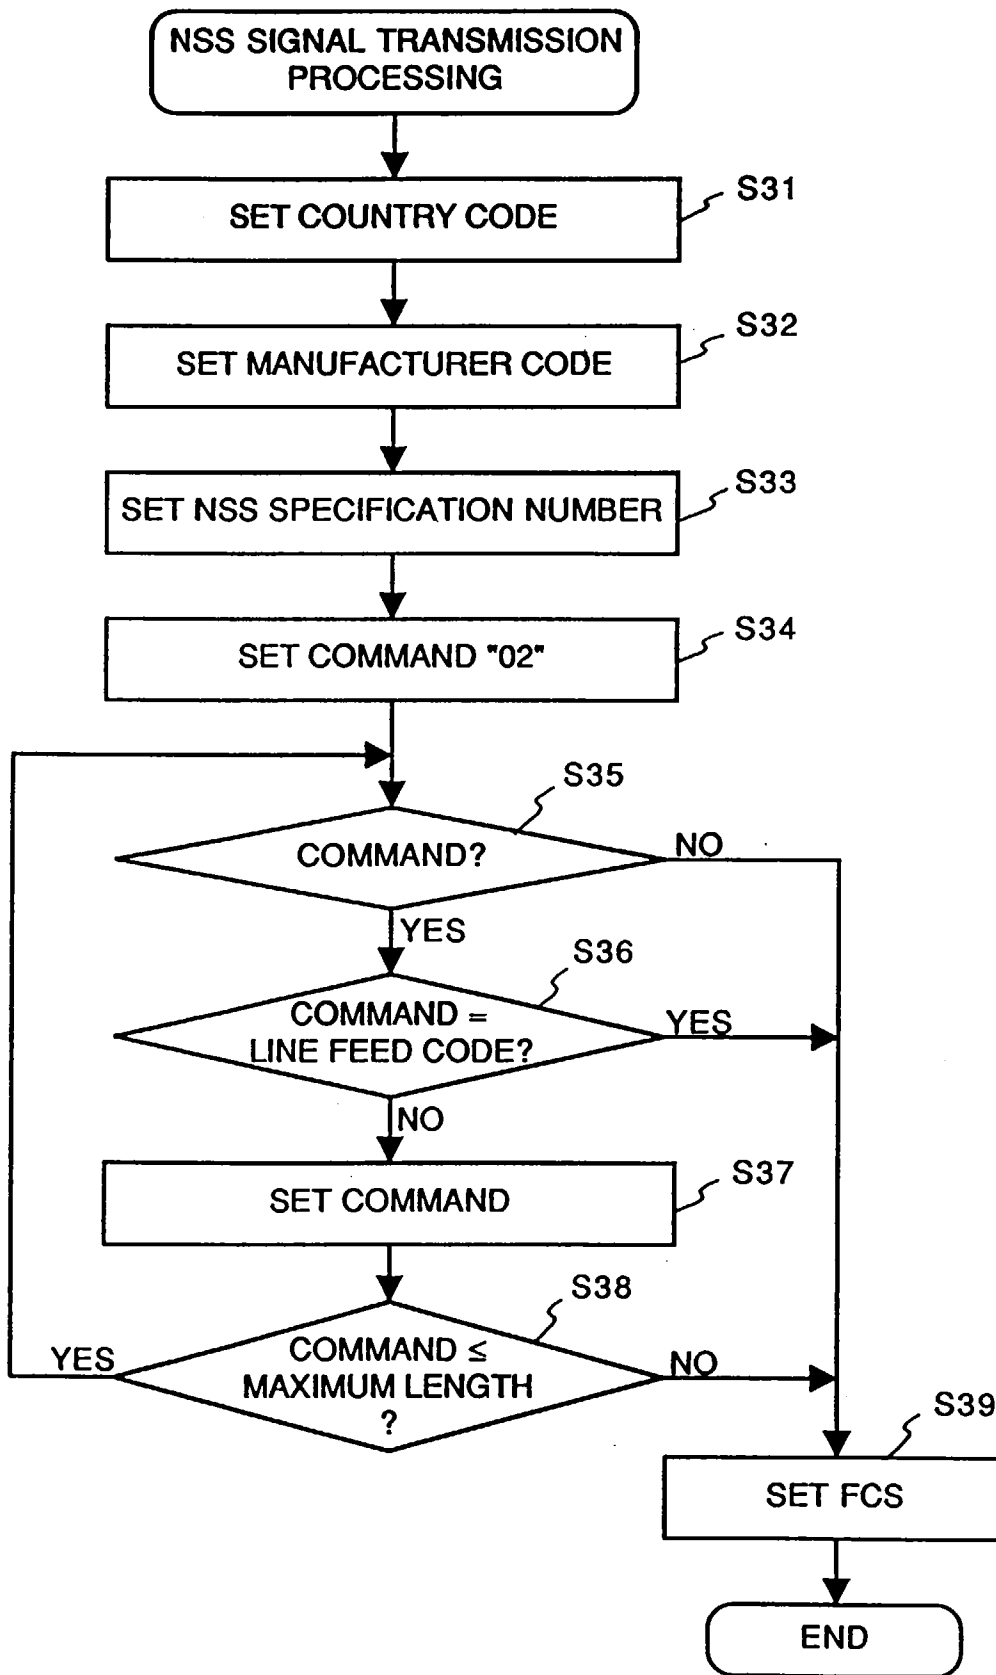 NSS SIGNAL TRANSMISSION
PROCESSING
S31
SET COUNTRY CODE
S32
SET MANUFACTURER CODE
S33
SET NSS SPECIFICATION NUMBER
S34
SET COMMAND "02"
S35
COMMAND?
NO
YES
S36
COMMAND =
LINE FEED CODE?
YES
NO
S37
SET COMMAND
S38
COMMAND ≤
MAXIMUM LENGTH
?
YES
NO
S39
SET FCS
END